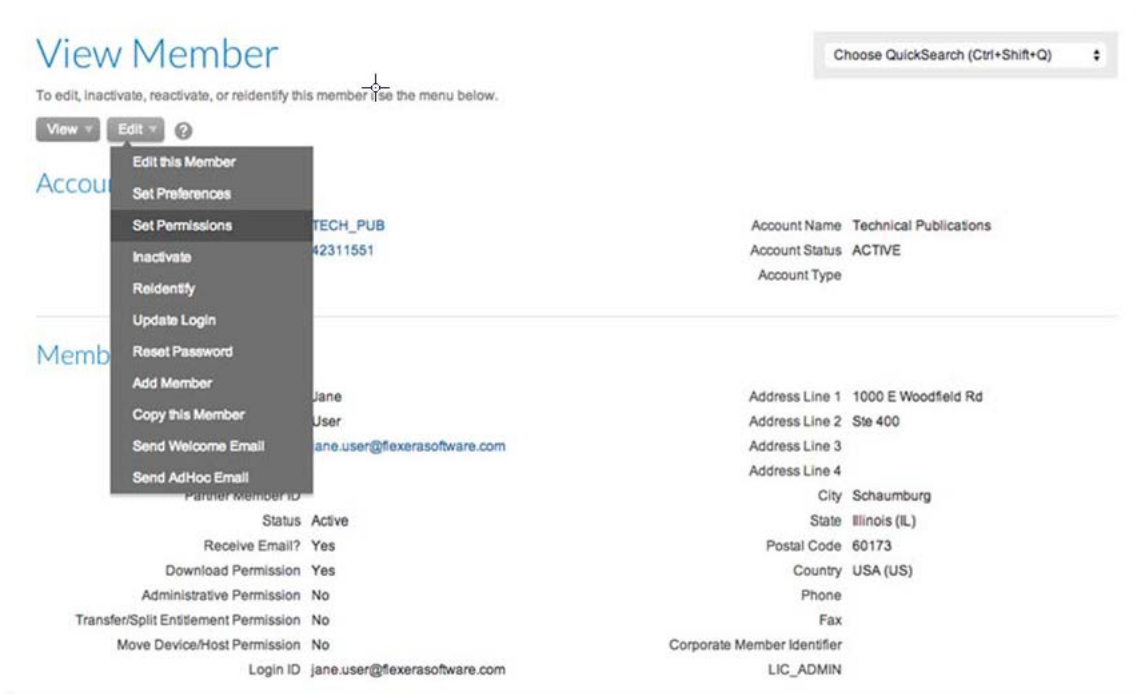 View Member
Choose QuickSearch (Ctrl+Shift+Q)
To edit, inactivate, reactivate, or reidentify this member use the menu below.
View Edit ?
Edit this Member
Accou
Set Preferences
Set Permissions TECH_PUB Account Name Technical Publications
Inactivate 42311551 Account Status ACTIVE
Account Type
Reidentify
Update Login
Memb Reset Password
Add Member
Jane Address Line 1 1000 E Woodfield Rd
Copy this Member User Address Line 2 Ste 400
Send Welcome Email ane.user@flexerasoftware.com Address Line 3
Send AdHoc Email Address Line 4
Partner Member ID City Schaumburg
Status Active State Illinois (IL)
Receive Email? Yes Postal Code 60173
Download Permission Yes Country USA (US)
Administrative Permission No Phone
Transfer/Split Entitlement Permission No Fax
Move Device/Host Permission No Corporate Member Identifier
Login ID jane.user@flexerasoftware.com LIC_ADMIN